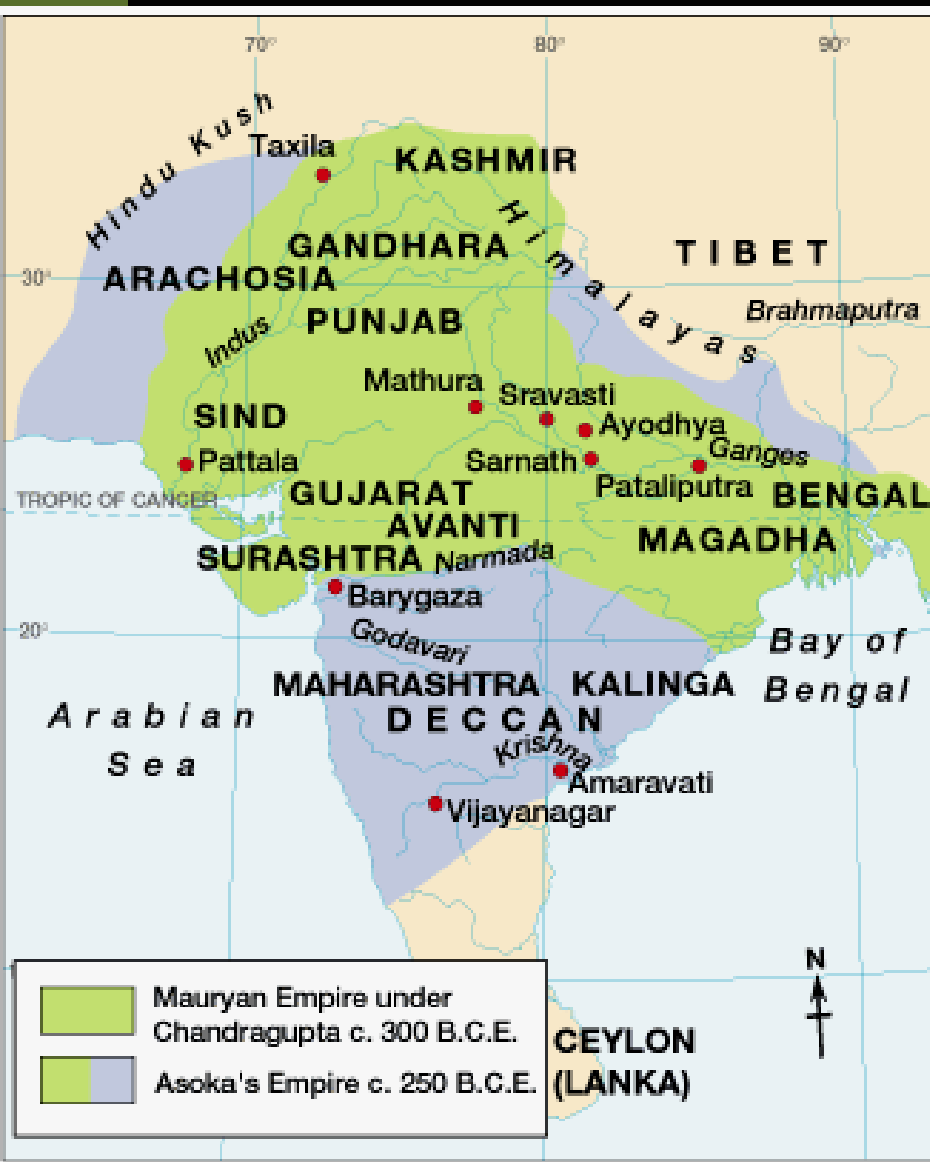 70°
80°
90°
Hindu Kush
Taxila
KASHMIR
Himalayas
GANDHARA
TIBET
30°
ARACHOSIA
Brahmaputra
PUNJAB
Indus
Mathura
Sravasti
SIND
Ayodhya
Pattala
Sarnath
Ganges
Pataliputra
TROPIC OF CANCER
GUJARAT
BENGAL
AVANTI
MAGADHA
SURASHTRA
Narmada
Barygaza
20°
Godavari
Bay of
Bengal
MAHARASHTRA
KALINGA
Arabian
Sea
DECCAN
Krishna
Amaravati
Vijayanagar
N
Mauryan Empire under
Chandragupta c. 300 B.C.E.
Asoka's Empire c. 250 B.C.E.
CEYLON
(LANKA)